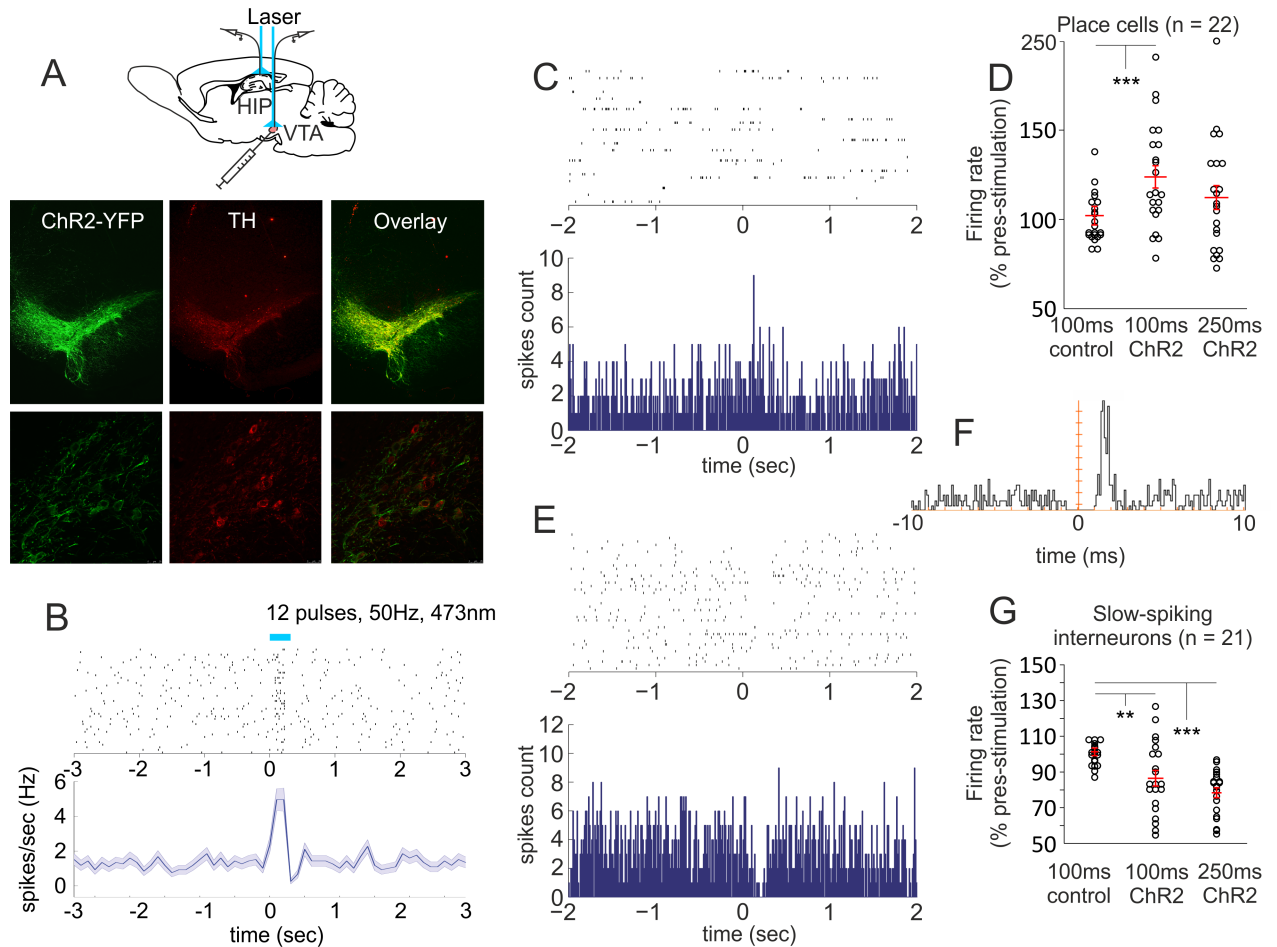 Laser
A
HIP
VTA
ChR2-YFP
TH
Overlay
B
12 pulses, 50Hz, 473nm
-3 -2 -1 0 1 2 3
spikes/sec (Hz)
6
4
2
0
-3 -2 -1 0 1 2 3
time (sec)
C
−2 −1 0 1 2
spikes count
10
8
6
4
2
0
−2 −1 0 1 2
time (sec)
D
Place cells (n = 22)
Firing rate
(% pres-stimulation)
250
150
100
50
100ms
control
100ms
ChR2
250ms
ChR2
***
E
−2 −1 0 1 2
spikes count
12
10
8
6
4
2
0
−2 −1 0 1 2
time (sec)
F
-10 0 10
time (ms)
G
Slow-spiking
interneurons (n = 21)
Firing rate
(% pres-stimulation)
150
130
110
90
70
50
**
***
100ms
control
100ms
ChR2
250ms
ChR2